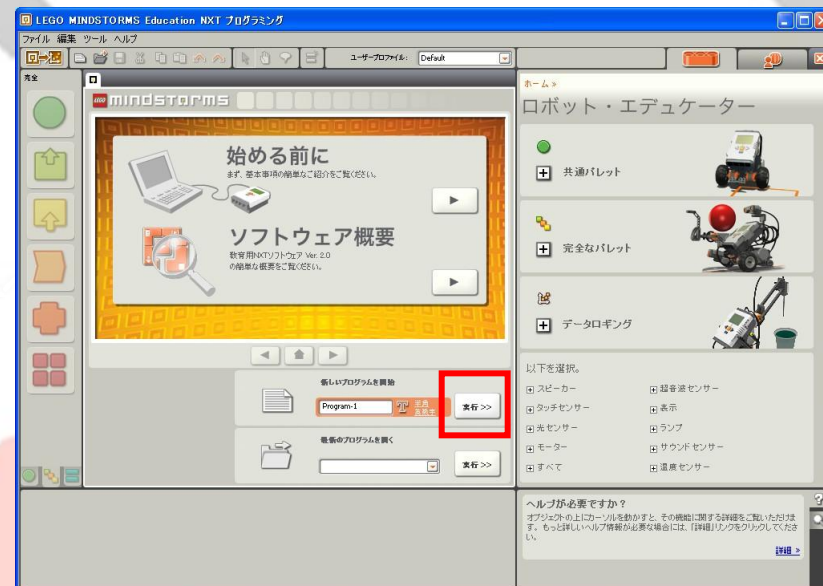 LEGO MINDSTORMS Education NXT プログラミング
ファイル 編集 ツール ヘルプ
ユーザープロファイル: Default
完全
mindstorms
始める前に
まず、基本事項の簡単なご紹介をご覧ください。
ソフトウェア概要
教育用NXTソフトウェア Ver. 2.0
の簡単な概要をご覧ください。
新しいプログラムを開始
Program-1
半角
英数字
実行 >>
最新のプログラムを開く
実行 >>
ホーム »
ロボット・エデュケーター
共通パレット
完全なパレット
データロギング
以下を選択。
スピーカー
超音波センサー
タッチセンサー
表示
光センサー
ランプ
モーター
サウンドセンサー
すべて
温度センサー
ヘルプが必要ですか?
オブジェクトの上にカーソルを動かすと、その機能に関する詳細をご覧いただけま
す。もっと詳しいヘルプ情報が必要な場合には、「詳細」リンクをクリックしてくださ
い。
詳細 »